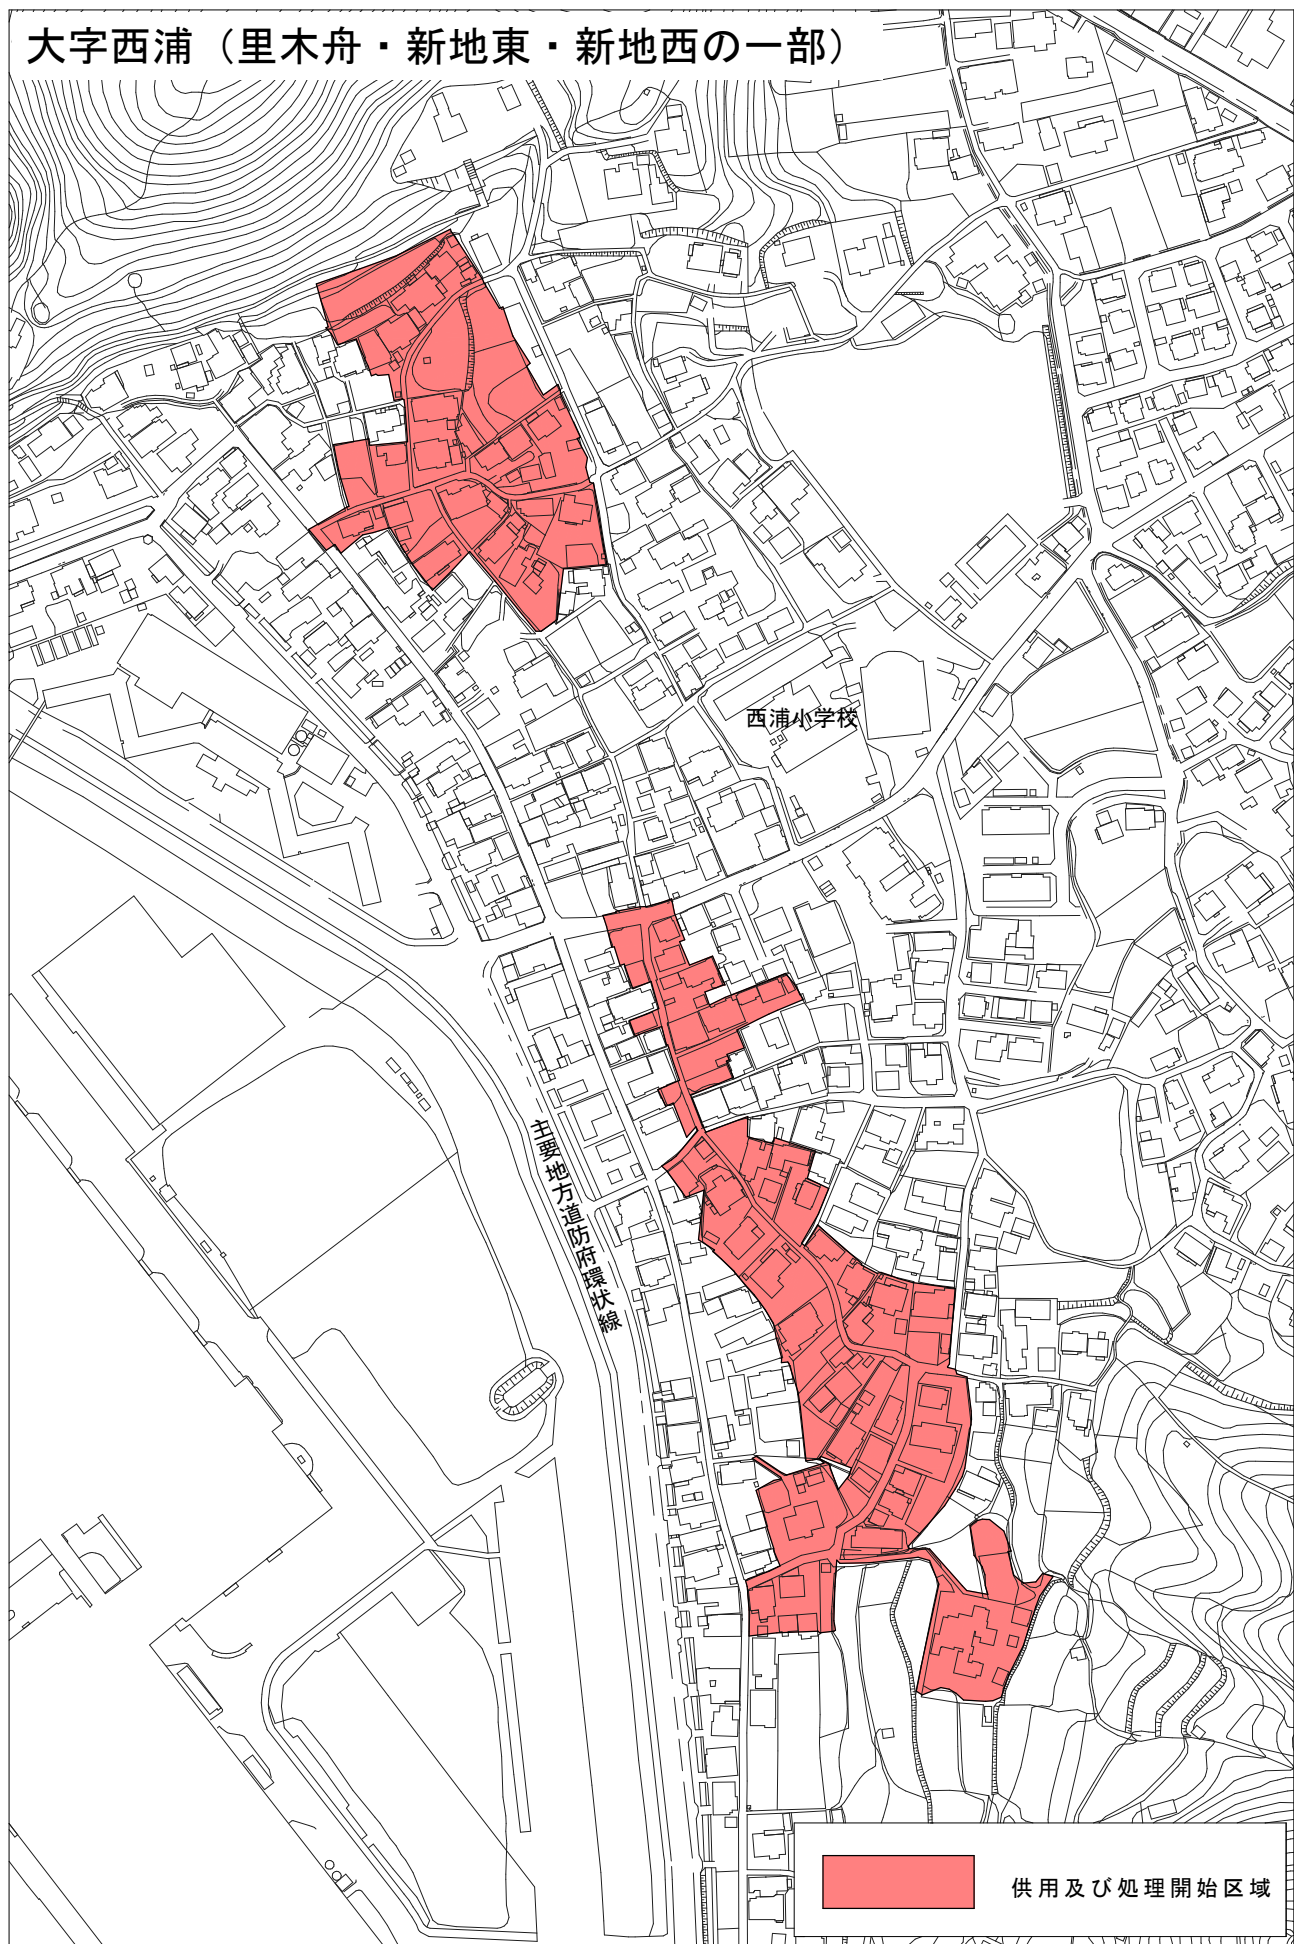 大字西浦（里木舟・新地東・新地西の一部）
西浦小学校
主要地方道防府環状線
供用及び処理開始区域